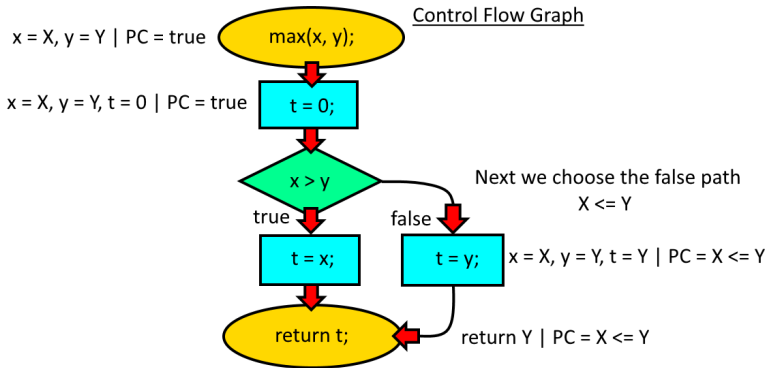 Control Flow Graph
x = X, y = Y | PC = true
max(x, y);
x = X, y = Y, t = 0 | PC = true
t = 0;
x > y
Next we choose the false path
X <= Y
true
false
t = x;
t = y;
x = X, y = Y, t = Y | PC = X <= Y
return t;
return Y | PC = X <= Y